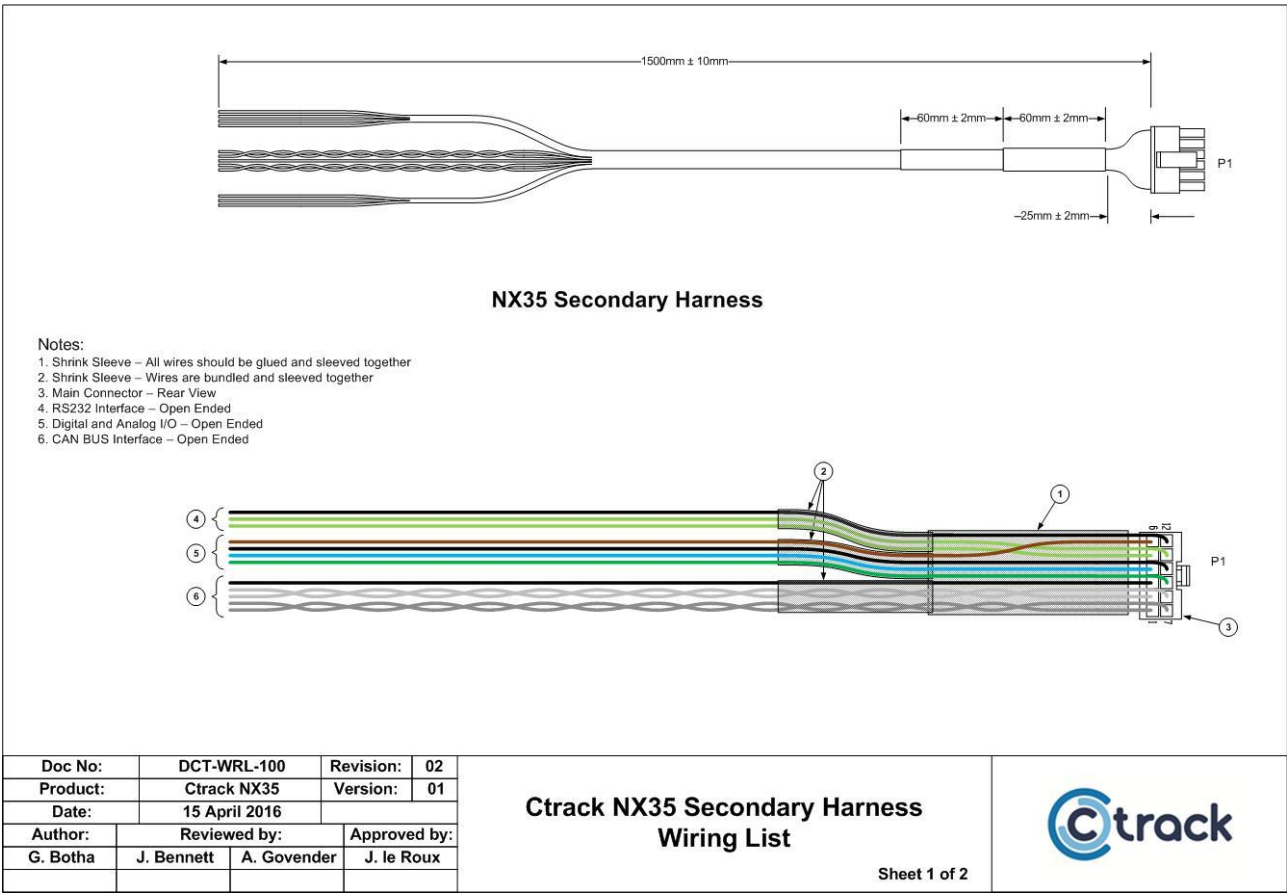 1500mm ± 10mm
60mm ± 2mm
60mm ± 2mm
P1
25mm ± 2mm
NX35 Secondary Harness
Notes:
1. Shrink Sleeve – All wires should be glued and sleeved together
2. Shrink Sleeve – Wires are bundled and sleeved together
3. Main Connector – Rear View
4. RS232 Interface – Open Ended
5. Digital and Analog I/O – Open Ended
6. CAN BUS Interface – Open Ended
2
1
4
6 12
5
P1
6
1 7
3
Doc No: DCT-WRL-100 Revision: 02
Product: Ctrack NX35 Version: 01
Date: 15 April 2016
Author: Reviewed by: Approved by:
G. Botha J. Bennett A. Govender J. le Roux
Ctrack NX35 Secondary Harness
Wiring List
Sheet 1 of 2
Ctrack